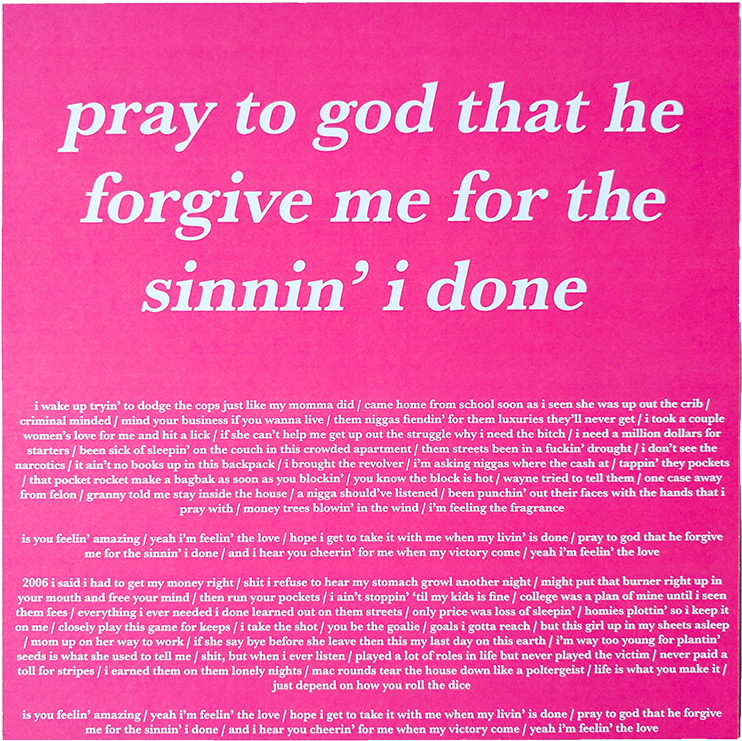 pray to god that he
forgive me for the
sinnin’ i done
i wake up tryin’ to dodge the cops just like my momma did / came home from school soon as i seen she was up out the crib /
criminal minded / mind your business if you wanna live / them niggas fiendin’ for them luxuries they’ll never get / i took a couple
women’s love for me and hit a lick / if she can’t help me get up out the struggle why i need the bitch / i need a million dollars for
starters / been sick of sleepin’ on the couch in this crowded apartment / them streets been in a fuckin’ drought / i don’t see the
narcotics / it ain’t no books up in this backpack / i brought the revolver / i’m asking niggas where the cash at / tappin’ they pockets
/ that pocket rocket make a bagbak as soon as you blockin’ / you know the block is hot / wayne tried to tell them / one case away
from felon / granny told me stay inside the house / a nigga should’ve listened / been punchin’ out their faces with the hands that i
pray with / money trees blowin’ in the wind / i’m feeling the fragrance
is you feelin’ amazing / yeah i’m feelin’ the love / hope i get to take it with me when my livin’ is done / pray to god that he forgive
me for the sinnin’ i done / and i hear you cheerin’ for me when my victory come / yeah i’m feelin’ the love
2006 i said i had to get my money right / shit i refuse to hear my stomach growl another night / might put that burner right up in
your mouth and free your mind / then run your pockets / i ain’t stoppin’ ‘til my kids is fine / college was a plan of mine until i seen
them fees / everything i ever needed i done learned out on them streets / only price was loss of sleepin’ / homies plottin’ so i keep it
on me / closely play this game for keeps / i take the shot / you be the goalie / goals i gotta reach / but this girl up in my sheets asleep
/ mom up on her way to work / if she say bye before she leave then this my last day on this earth / i’m way too young for plantin’
seeds is what she used to tell me / shit, but when i ever listen / played a lot of roles in life but never played the victim / never paid a
toll for stripes / i earned them on them lonely nights / mac rounds tear the house down like a poltergeist / life is what you make it /
just depend on how you roll the dice
is you feelin’ amazing / yeah i’m feelin’ the love / hope i get to take it with me when my livin’ is done / pray to god that he forgive
me for the sinnin’ i done / and i hear you cheerin’ for me when my victory come / yeah i’m feelin’ the love